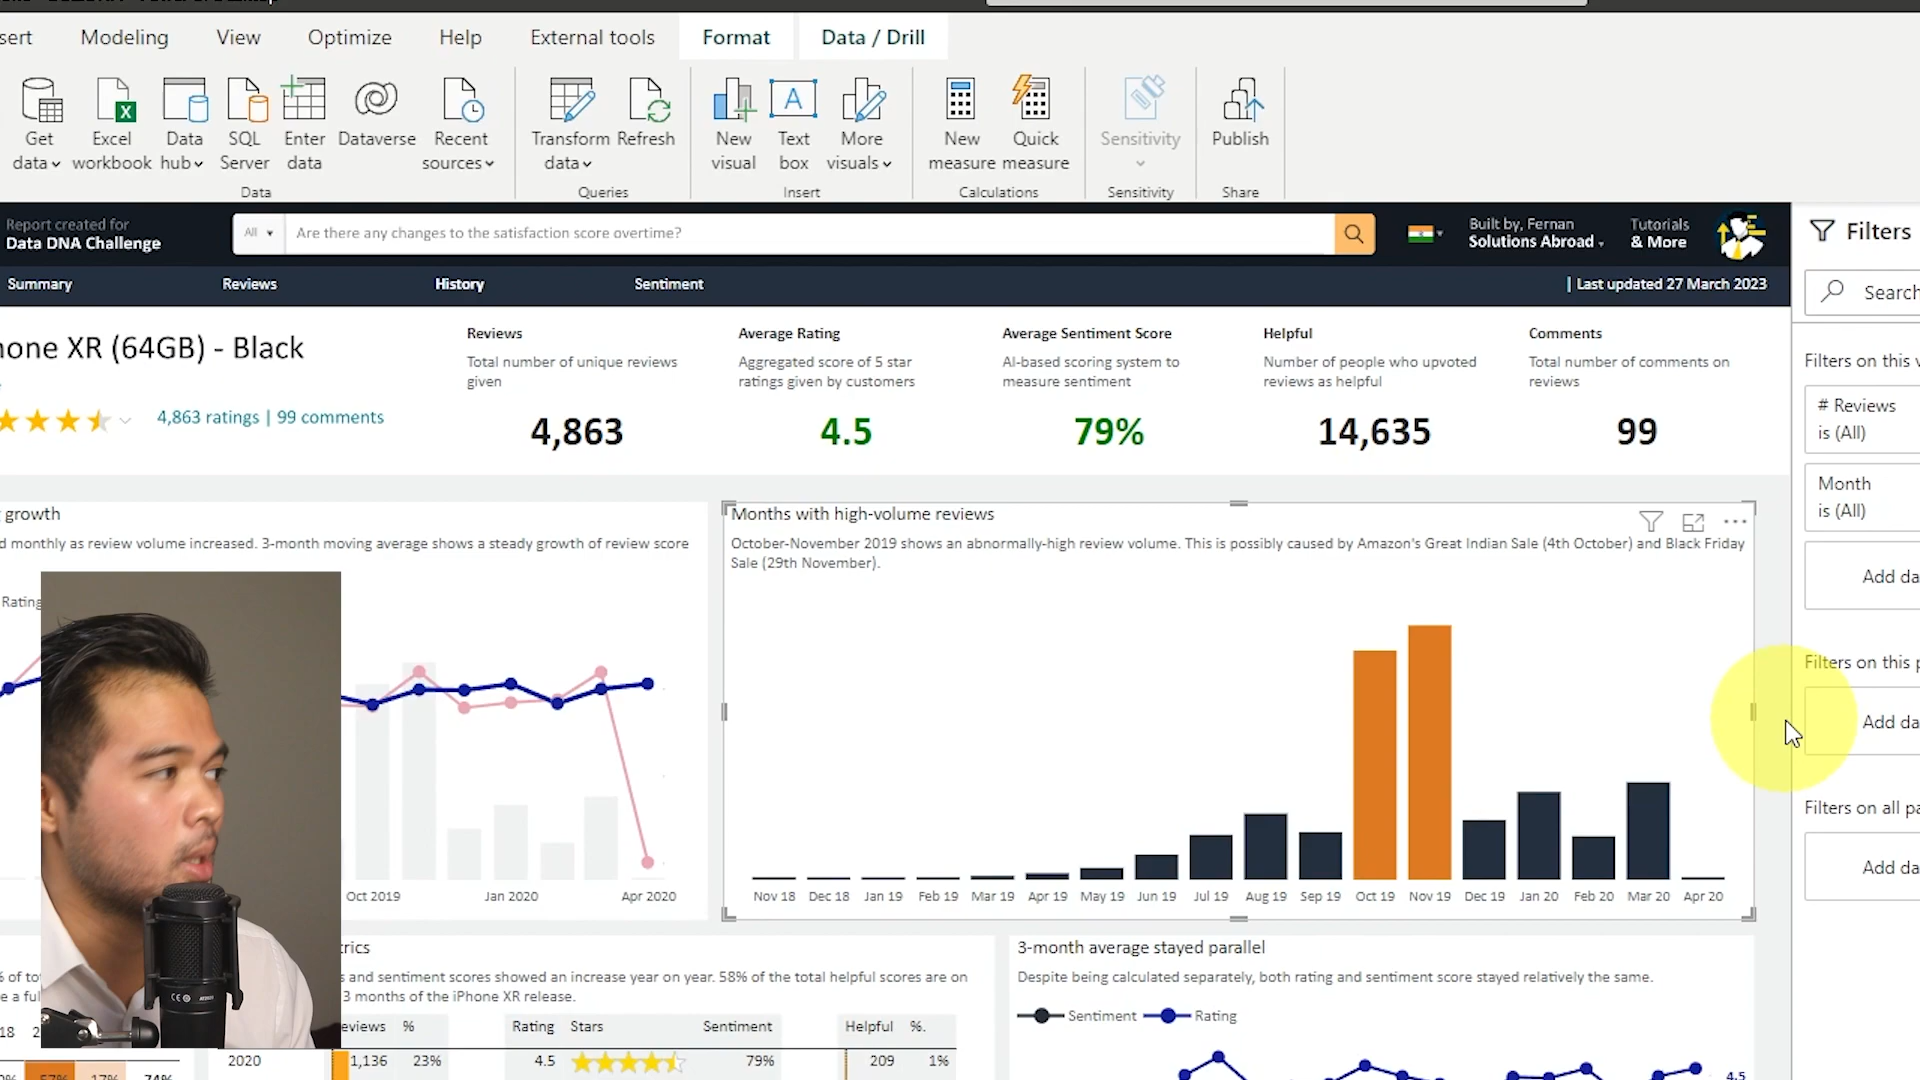 sert Modeling View Optimize Help External tools Format Data / Drill
Get data
Excel workbook
Data hub
SQL Server
Enter data
Dataverse
Recent sources
Transform data
Refresh
New visual
Text box
More visuals
New measure
Quick measure
Sensitivity
Publish
Data Queries Insert Calculations Sensitivity Share
Report created for
Data DNA Challenge
All Are there any changes to the satisfaction score overtime?
Built by, Fernan
Solutions Abroad
Tutorials
& More
Summary Reviews History Sentiment | Last updated 27 March 2023
one XR (64GB) - Black
4,863 ratings | 99 comments
Reviews
Total number of unique reviews
given
4,863
Average Rating
Aggregated score of 5 star
ratings given by customers
4.5
Average Sentiment Score
AI-based scoring system to
measure sentiment
79%
Helpful
Number of people who upvoted
reviews as helpful
14,635
Comments
Total number of comments on
reviews
99
growth
d monthly as review volume increased. 3-month moving average shows a steady growth of review score
Rating
Oct 2019 Jan 2020 Apr 2020
Months with high-volume reviews
October-November 2019 shows an abnormally-high review volume. This is possibly caused by Amazon's Great Indian Sale (4th October) and Black Friday
Sale (29th November).
Nov 18 Dec 18 Jan 19 Feb 19 Mar 19 Apr 19 May 19 Jun 19 Jul 19 Aug 19 Sep 19 Oct 19 Nov 19 Dec 19 Jan 20 Feb 20 Mar 20 Apr 20
Filters
Search
Filters on this v
# Reviews
is (All)
Month
is (All)
Add da
Filters on this p
Add da
Filters on all pa
Add da
% of to
e a ful
18 2
57% 17% 74%
trics
s and sentiment scores showed an increase year on year. 58% of the total helpful scores are on
3 months of the iPhone XR release.
eviews % Rating Stars Sentiment Helpful %.
2020 1,136 23% 4.5 79% 209 1%
3-month average stayed parallel
Despite being calculated separately, both rating and sentiment score stayed relatively the same.
Sentiment Rating
4.5